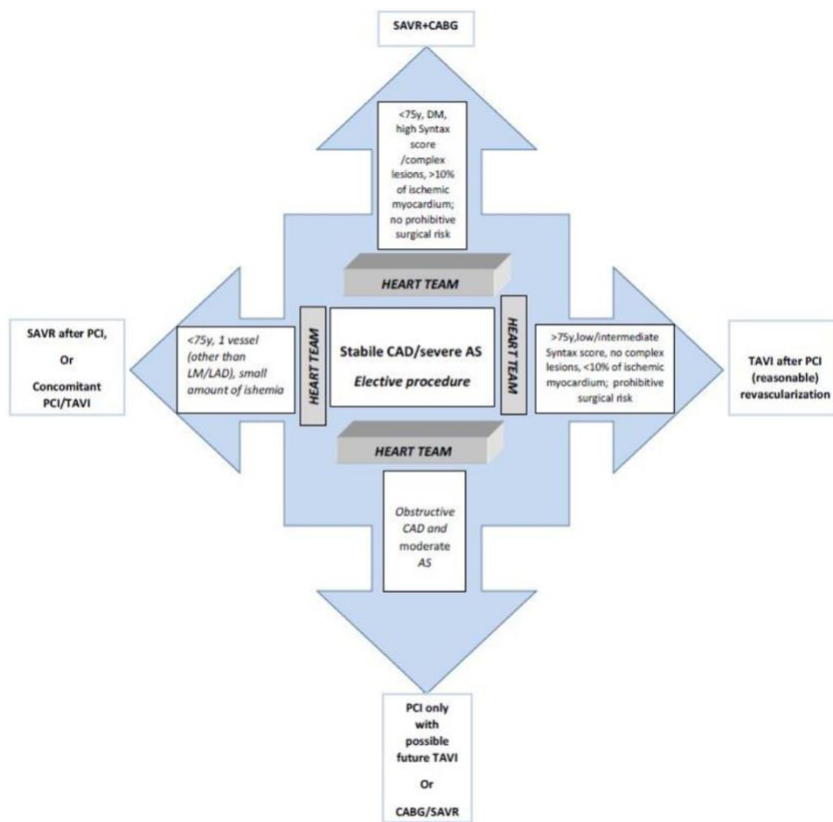 SAVR+CABG
<75y, DM,
high Syntax
score
/complex
lesions, >10%
of ischemic
myocardium;
no prohibitive
surgical risk
HEART TEAM
SAVR after PCI,
Or
Concomitant
PCI/TAVI
<75y, 1 vessel
(other than
LM/LAD), small
amount of ishemia
HEART TEAM
Stabile CAD/severe AS
Elective procedure
HEART TEAM
>75y,low/intermediate
Syntax score, no complex
lesions, <10% of ischemic
myocardium; prohibitive
surgical risk
TAVI after PCI
(reasonable)
revascularization
HEART TEAM
Obstructive
CAD and
moderate
AS
PCI only
with
possible
future TAVI
Or
CABG/SAVR